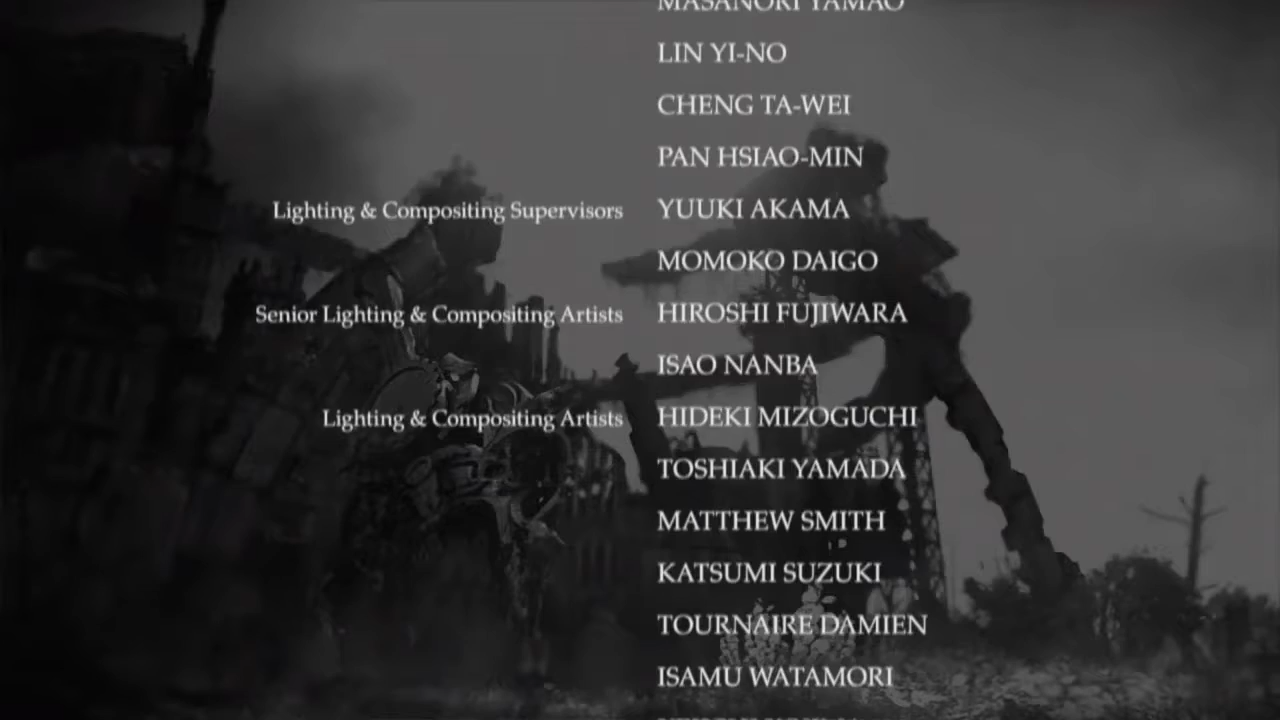 MASANORI YAMAO
LIN YI-NO
CHENG TA-WEI
PAN HSIAO-MIN
Lighting & Compositing Supervisors YUUKI AKAMA
MOMOKO DAIGO
Senior Lighting & Compositing Artists HIROSHI FUJIWARA
ISAO NANBA
Lighting & Compositing Artists HIDEKI MIZOGUCHI
TOSHIAKI YAMADA
MATTHEW SMITH
KATSUMI SUZUKI
TOURNAIRE DAMIEN
ISAMU WATAMORI